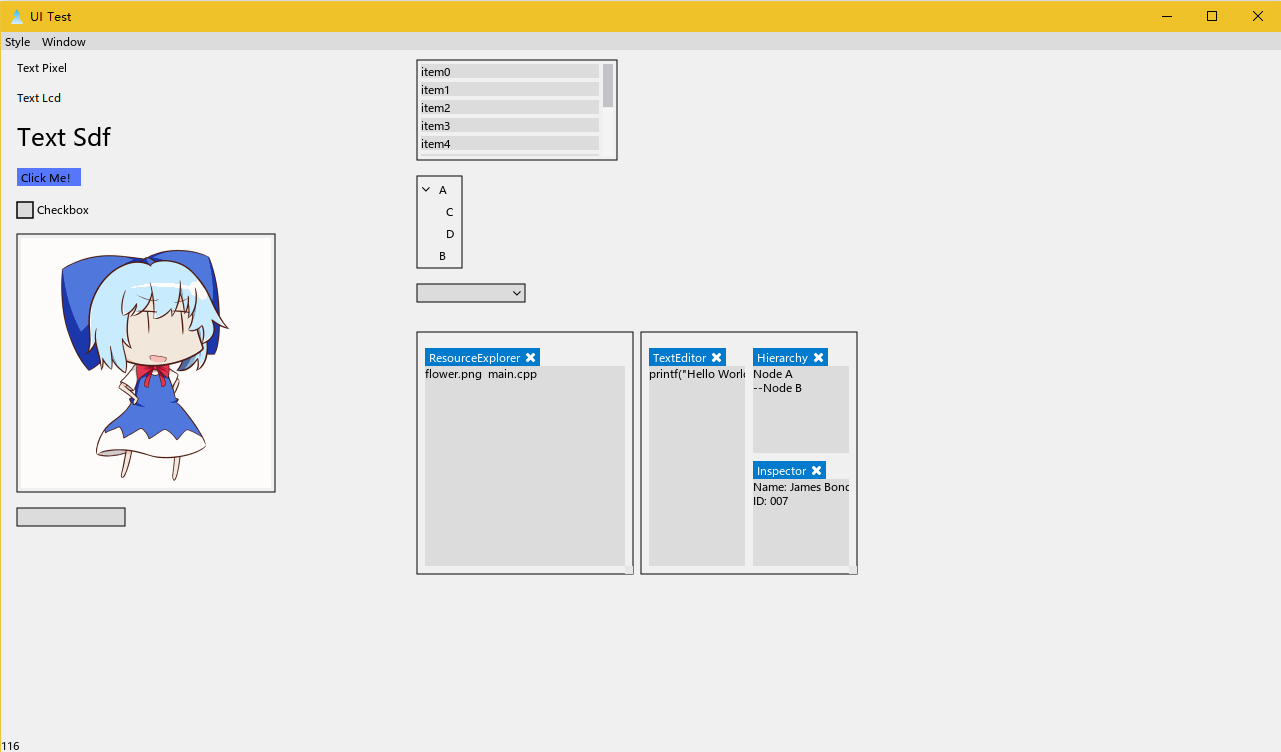 UI Test
Style Window
Text Pixel
Text Lcd
Text Sdf
Click Me!
Checkbox
item0
item1
item2
item3
item4
A
C
D
B
ResourceExplorer
flower.png main.cpp
TextEditor
printf("Hello Worl
Hierarchy
Node A
--Node B
Inspector
Name: James Bond
ID: 007
116